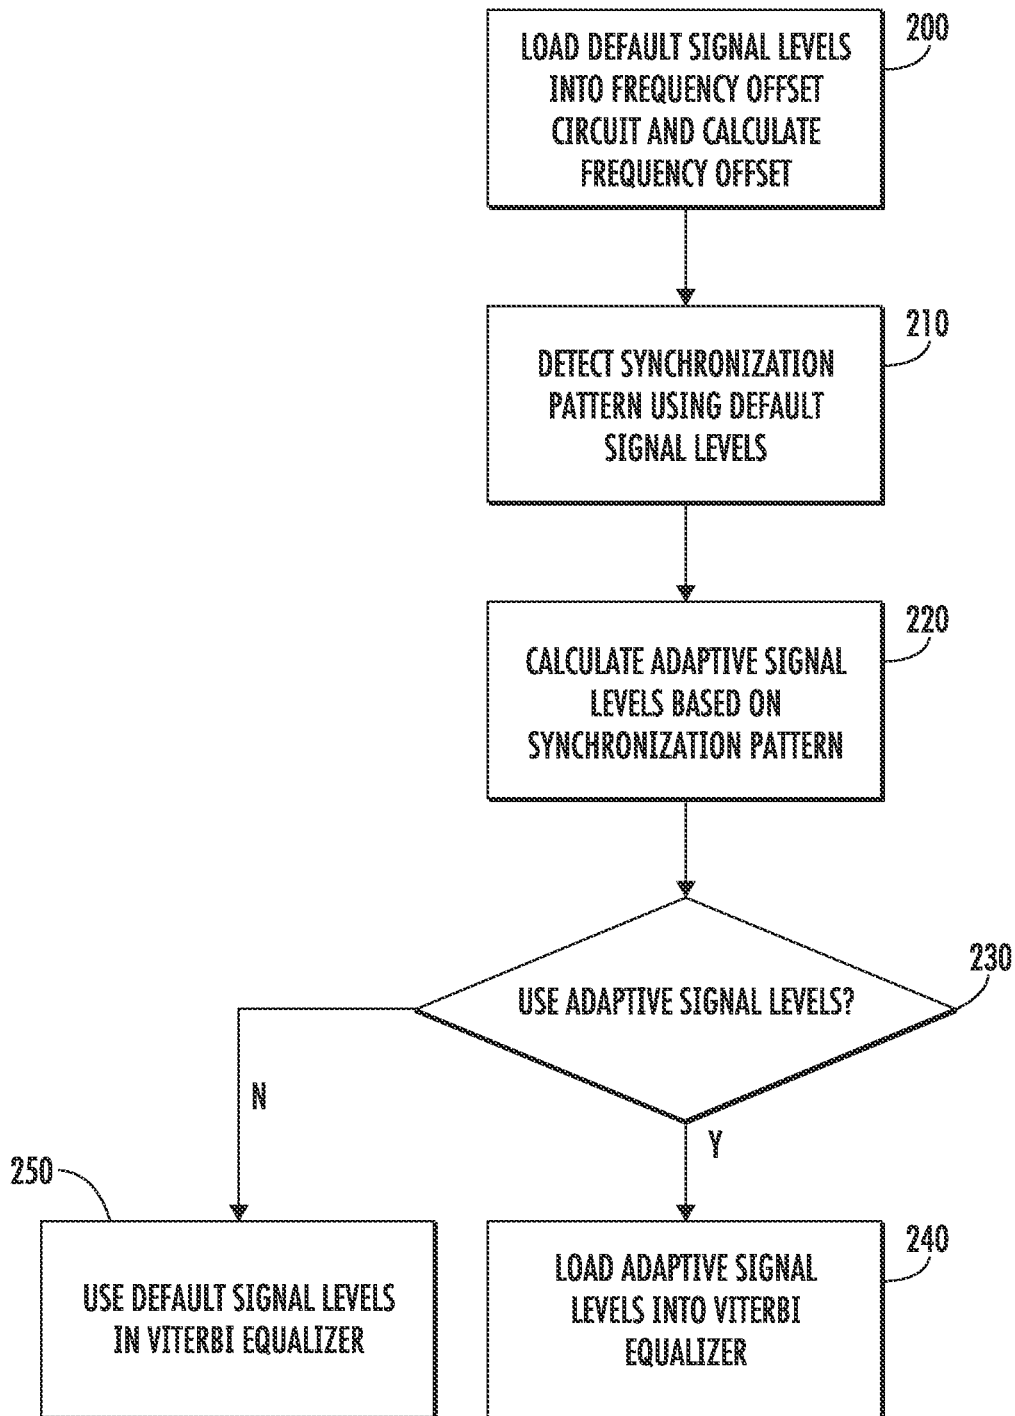 LOAD DEFAULT SIGNAL LEVELS
INTO FREQUENCY OFFSET
CIRCUIT AND CALCULATE
FREQUENCY OFFSET
200
DETECT SYNCHRONIZATION
PATTERN USING DEFAULT
SIGNAL LEVELS
210
CALCULATE ADAPTIVE SIGNAL
LEVELS BASED ON
SYNCHRONIZATION PATTERN
220
USE ADAPTIVE SIGNAL LEVELS?
230
N
Y
250
USE DEFAULT SIGNAL LEVELS
IN VITERBI EQUALIZER
LOAD ADAPTIVE SIGNAL
LEVELS INTO VITERBI
EQUALIZER
240